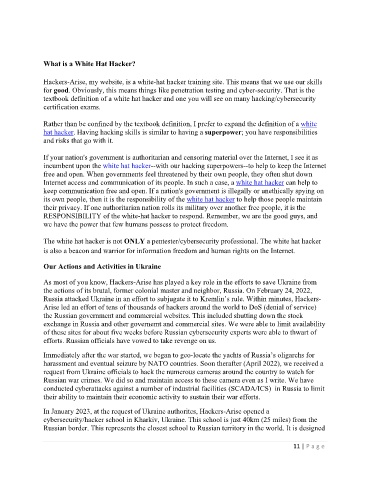 What is a White Hat Hacker?
Hackers-Arise, my website, is a white-hat hacker training site. This means that we use our skills
for good. Obviously, this means things like penetration testing and cyber-security. That is the
textbook definition of a white hat hacker and one you will see on many hacking/cybersecurity
certification exams.
Rather than be confined by the textbook definition, I prefer to expand the definition of a white
hat hacker. Having hacking skills is similar to having a superpower; you have responsibilities
and risks that go with it.
If your nation's government is authoritarian and censoring material over the Internet, I see it as
incumbent upon the white hat hacker--with our hacking superpowers--to help to keep the Internet
free and open. When governments feel threatened by their own people, they often shut down
Internet access and communication of its people. In such a case, a white hat hacker can help to
keep communication free and open. If a nation's government is illegally or unethically spying on
its own people, then it is the responsibility of the white hat hacker to help those people maintain
their privacy. If one authoritarian nation rolls its military over another free people, it is the
RESPONSIBILITY of the white-hat hacker to respond. Remember, we are the good guys, and
we have the power that few humans possess to protect freedom.
The white hat hacker is not ONLY a pentester/cybersecurity professional. The white hat hacker
is also a beacon and warrior for information freedom and human rights on the Internet.
Our Actions and Activities in Ukraine
As most of you know, Hackers-Arise has played a key role in the efforts to save Ukraine from
the actions of its brutal, former colonial master and neighbor, Russia. On February 24, 2022,
Russia attacked Ukraine in an effort to subjugate it to Kremlin's rule. Within minutes, Hackers-
Arise led an effort of tens of thousands of hackers around the world to DoS (denial of service)
the Russian government and commercial websites. This included shutting down the stock
exchange in Russia and other government and commercial sites. We were able to limit availability
of these sites for about five weeks before Russian cybersecurity experts were able to thwart of
efforts. Russian officials have vowed to take revenge on us.
Immediately after the war started, we began to geo-locate the yachts of Russia's oligarchs for
harassment and eventual seizure by NATO countries. Soon therafter (April 2022), we received a
request from Ukraine officials to hack the numerous cameras around the country to watch for
Russian war crimes. We did so and maintain access to these camera even as I write. We have
conducted cyberattacks against a number of industrial facilities (SCADA/ICS) in Russia to limit
their ability to maintain their economic activity to sustain their war efforts.
In January 2023, at the request of Ukraine authorites, Hackers-Arise opened a
cybersecurity/hacker school in Kharkiv, Ukraine. This school is just 40km (25 miles) from the
Russian border. This represents the closest school to Russian territory in the world. It is designed
11 | Page